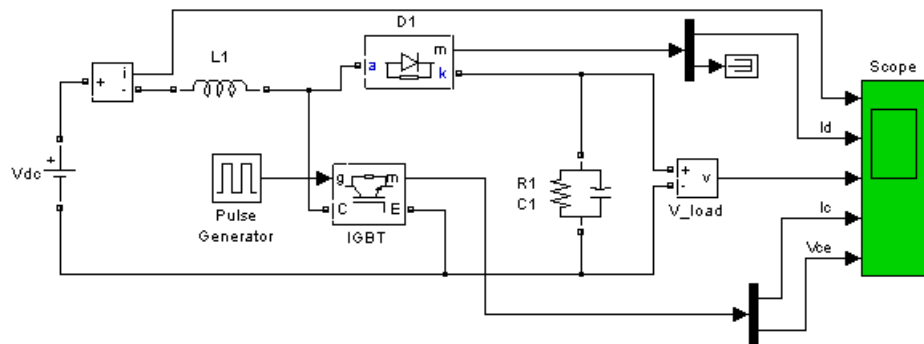 D1
L1
i
+
-
a
m
k
Scope
Id
Vdc
+
Pulse
Generator
g
m
C
E
IGBT
R1
C1
+
-
v
V_load
Ic
Vce